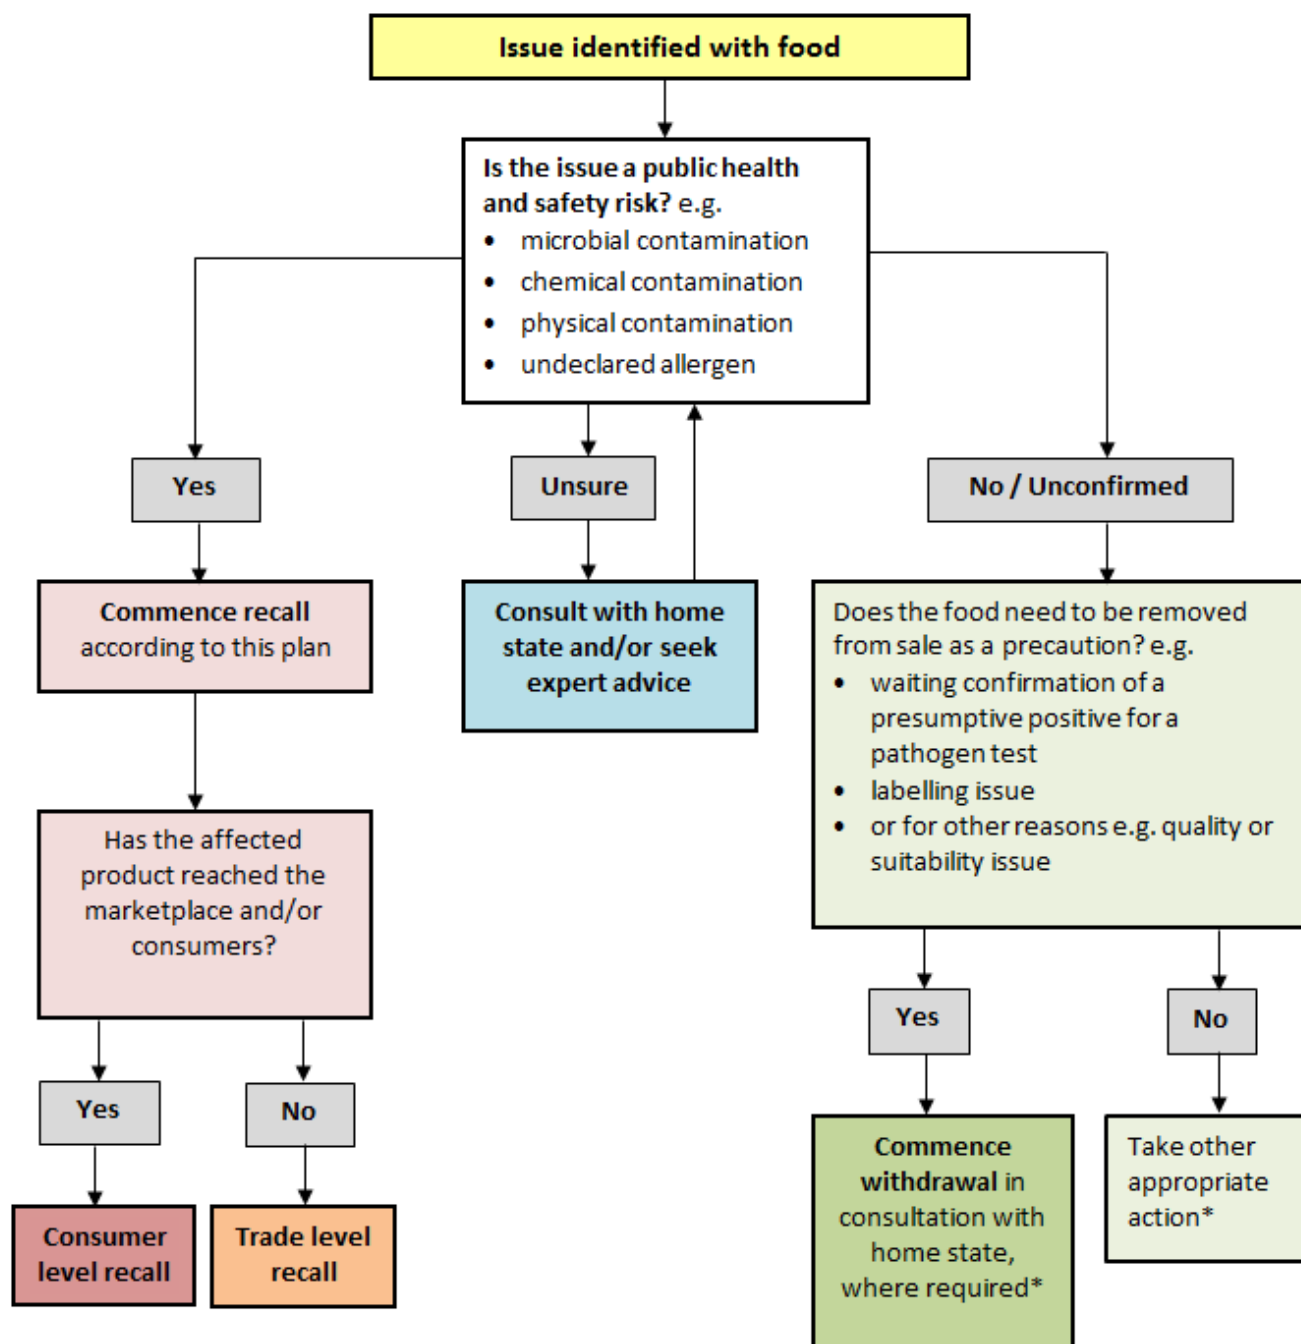 Issue identified with food
Is the issue a public health
and safety risk? e.g.
• microbial contamination
• chemical contamination
• physical contamination
• undeclared allergen
Yes
Unsure
No / Unconfirmed
Commence recall
according to this plan
Consult with home
state and/or seek
expert advice
Does the food need to be removed
from sale as a precaution? e.g.
• waiting confirmation of a
presumptive positive for a
pathogen test
• labelling issue
• or for other reasons e.g. quality or
suitability issue
Has the affected
product reached the
marketplace and/or
consumers?
Yes
No
Yes
No
Consumer
level recall
Trade level
recall
Commence
withdrawal in
consultation with
home state,
where required*
Take other
appropriate
action*